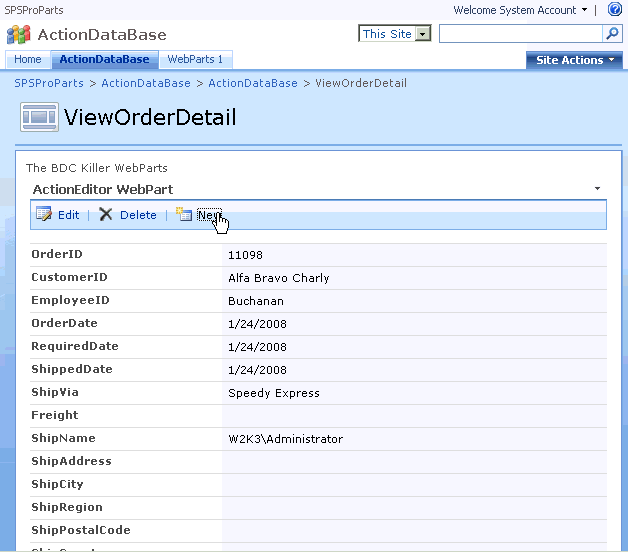 SPSProParts
Welcome System Account
ActionDataBase
This Site
Home
ActionDataBase
WebParts 1
Site Actions
SPSProParts > ActionDataBase > ActionDataBase > ViewOrderDetail
ViewOrderDetail
The BDC Killer WebParts
ActionEditor WebPart
Edit | Delete | New
OrderID 11098
CustomerID Alfa Bravo Charly
EmployeeID Buchanan
OrderDate 1/24/2008
RequiredDate 1/24/2008
ShippedDate 1/24/2008
ShipVia Speedy Express
Freight
ShipName W2K3\Administrator
ShipAddress
ShipCity
ShipRegion
ShipPostalCode